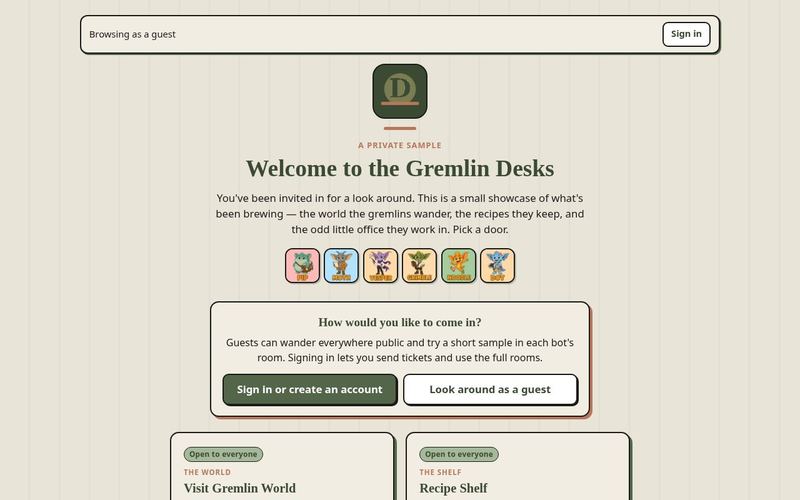 Browsing as a guest
Sign in
D
A PRIVATE SAMPLE
Welcome to the Gremlin Desks
You've been invited in for a look around. This is a small showcase of what's
been brewing — the world the gremlins wander, the recipes they keep, and
the odd little office they work in. Pick a door.
PIP
MOTH
VESPER
GRIMBLE
NOODLE
DOT
How would you like to come in?
Guests can wander everywhere public and try a short sample in each bot's
room. Signing in lets you send tickets and use the full rooms.
Sign in or create an account
Look around as a guest
Open to everyone
THE WORLD
Visit Gremlin World
Open to everyone
THE SHELF
Recipe Shelf